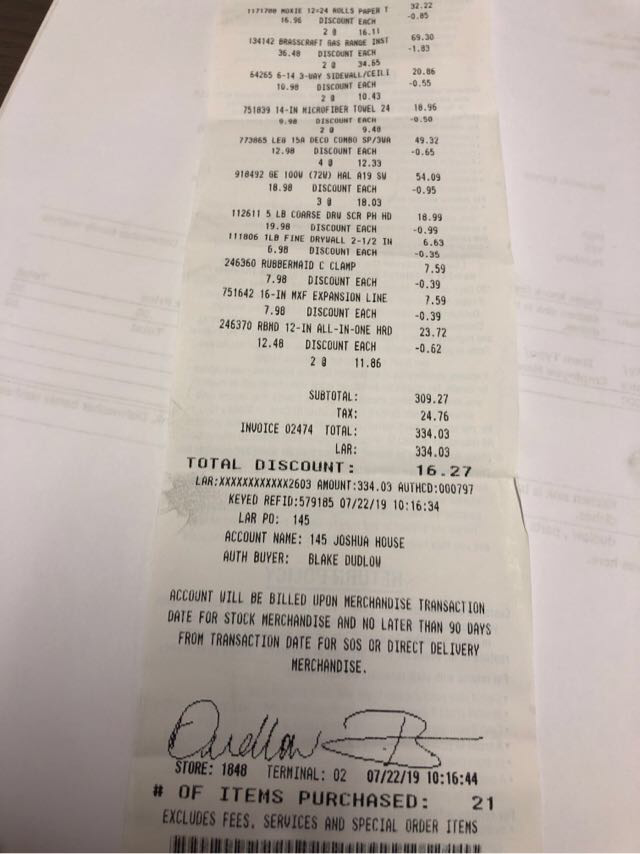 1171780 MOXIE 12=24 ROLLS PAPER T 32.22
16.96 DISCOUNT EACH -0.85
2 @ 16.11
134142 BRASSCRAFT GAS RANGE INST 69.30
36.48 DISCOUNT EACH -1.83
2 @ 34.65
64265 6-14 3-WAY SIDEWALL/CEILI 20.86
10.98 DISCOUNT EACH -0.55
2 @ 10.43
751839 14-IN MICROFIBER TOWEL 24 18.96
9.98 DISCOUNT EACH -0.50
2 @ 9.48
773865 LEG 15A DECO COMBO SP/3WA 49.32
12.98 DISCOUNT EACH -0.65
4 @ 12.33
918492 GE 100W (72W) HAL A19 SW 54.09
18.98 DISCOUNT EACH -0.95
3 @ 18.03
112611 5 LB COARSE DRW SCR PH HD 18.99
19.98 DISCOUNT EACH -0.99
111806 1LB FINE DRYWALL 2-1/2 IN 6.63
6.98 DISCOUNT EACH -0.35
246360 RUBBERMAID C CLAMP 7.59
7.98 DISCOUNT EACH -0.39
751642 16-IN MXF EXPANSION LINE 7.59
7.98 DISCOUNT EACH -0.39
246370 RBMD 12-IN ALL-IN-ONE HRD 23.72
12.48 DISCOUNT EACH -0.62
2 @ 11.86
SUBTOTAL: 309.27
TAX: 24.76
INVOICE 02474 TOTAL: 334.03
LAR: 334.03
TOTAL DISCOUNT: 16.27
LAR:XXXXXXXXXXXX2603 AMOUNT:334.03 AUTHCD:000797
KEYED REFID:579185 07/22/19 10:16:34
LAR PO: 145
ACCOUNT NAME: 145 JOSHUA HOUSE
AUTH BUYER: BLAKE DUDLOW
ACCOUNT WILL BE BILLED UPON MERCHANDISE TRANSACTION
DATE FOR STOCK MERCHANDISE AND NO LATER THAN 90 DAYS
FROM TRANSACTION DATE FOR SOS OR DIRECT DELIVERY
MERCHANDISE.
Dudlow B
STORE: 1848 TERMINAL: 02 07/22/19 10:16:44
# OF ITEMS PURCHASED: 21
EXCLUDES FEES, SERVICES AND SPECIAL ORDER ITEMS